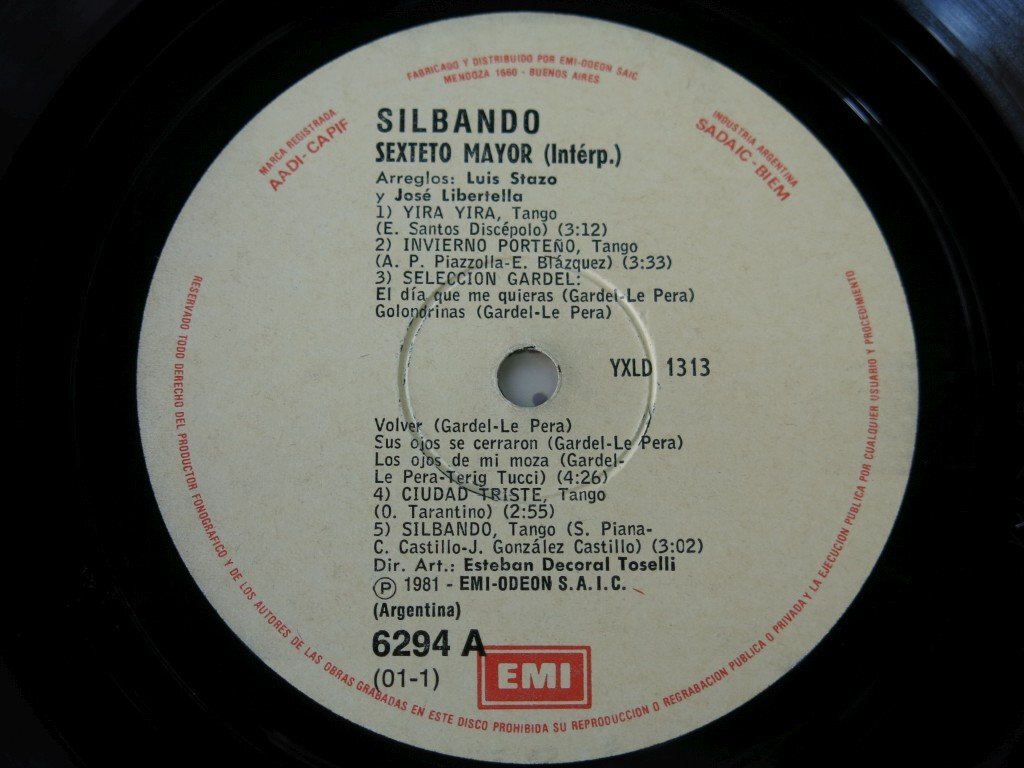 FABRICADO Y DISTRIBUIDO POR EMI-ODEON SAIC
MENDOZA 1660 - BUENOS AIRES
MARCA REGISTRADA
AADI-CAPIF
INDUSTRIA ARGENTINA
SADAIC-BIEM
SILBANDO
SEXTETO MAYOR (Intérp.)
Arreglos: Luis Stazo
y José Libertella
1) YIRA YIRA, Tango
(E. Santos Discépolo) (3:12)
2) INVIERNO PORTEÑO, Tango
(A. P. Piazzolla-E. Blázquez) (3:33)
3) SELECCION GARDEL:
El día que me quieras (Gardel-Le Pera)
Golondrinas (Gardel-Le Pera)
YXLD 1313
Volver (Gardel-Le Pera)
Sus ojos se cerraron (Gardel-Le Pera)
Los ojos de mi moza (Gardel-
Le Pera-Terig Tucci) (4:26)
4) CIUDAD TRISTE, Tango
(O. Tarantino) (2:55)
5) SILBANDO, Tango (S. Piana-
C. Castillo-J. González Castillo) (3:02)
Dir. Art.: Esteban Decoral Toselli
Ⓟ 1981 - EMI-ODEON S.A.I.C.
(Argentina)
6294 A
(01-1)
EMI
RESERVADO TODO DERECHO DEL PRODUCTOR FONOGRAFICO Y DE LOS AUTORES DE LAS OBRAS GRABADAS EN ESTE DISCO PROHIBIDA SU REPRODUCCION O REGRABACION PUBLICA O PRIVADA Y LA EJECUCION PUBLICA POR CUALQUIER USUARIO Y PROCEDIMIENTO